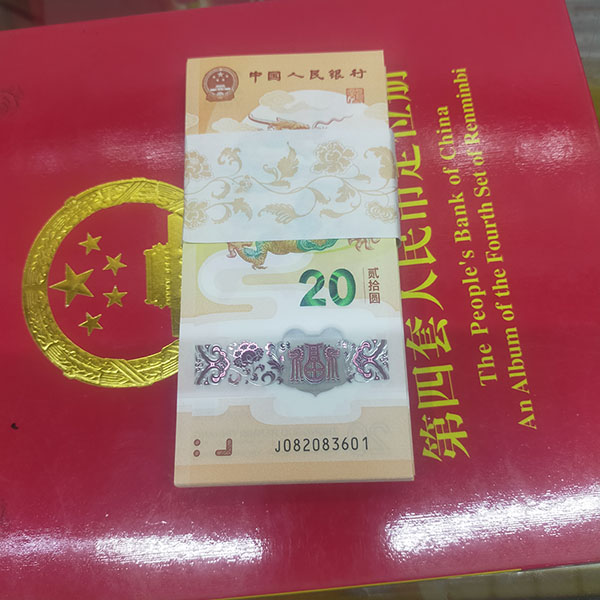 中国人民银行
20
贰拾圆
J082083601
第四套人民币定位册
The People's Bank of China
An Album of the Fourth Set of Renminbi